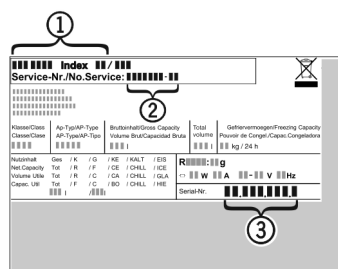 1
Index /
Service-Nr./No.Service: -
2
Klasse/Class Ap-Typ/AP-Type Bruttoinhalt/Gross Capacity Total Gefriervermoegen/Freezing Capacity
Classe/Clase AP-Type/AP-Tipo Volume Brut/Capacidad Bruta volume Pouvoir de Congel./Capac.Congeladora
l l kg / 24 h
Nutzinhalt Ges / K / G / KE / KALT / EIS
Net.Capacity Tot / R / F / CE / CHILL / ICE
Volume Utile Tot / R / C / CA / CHILL / GLA
Capac. Util Tot / F / C / BO / CHILL / HIE
l / l
R : g
W A - V Hz
Serial-Nr. . . .
3